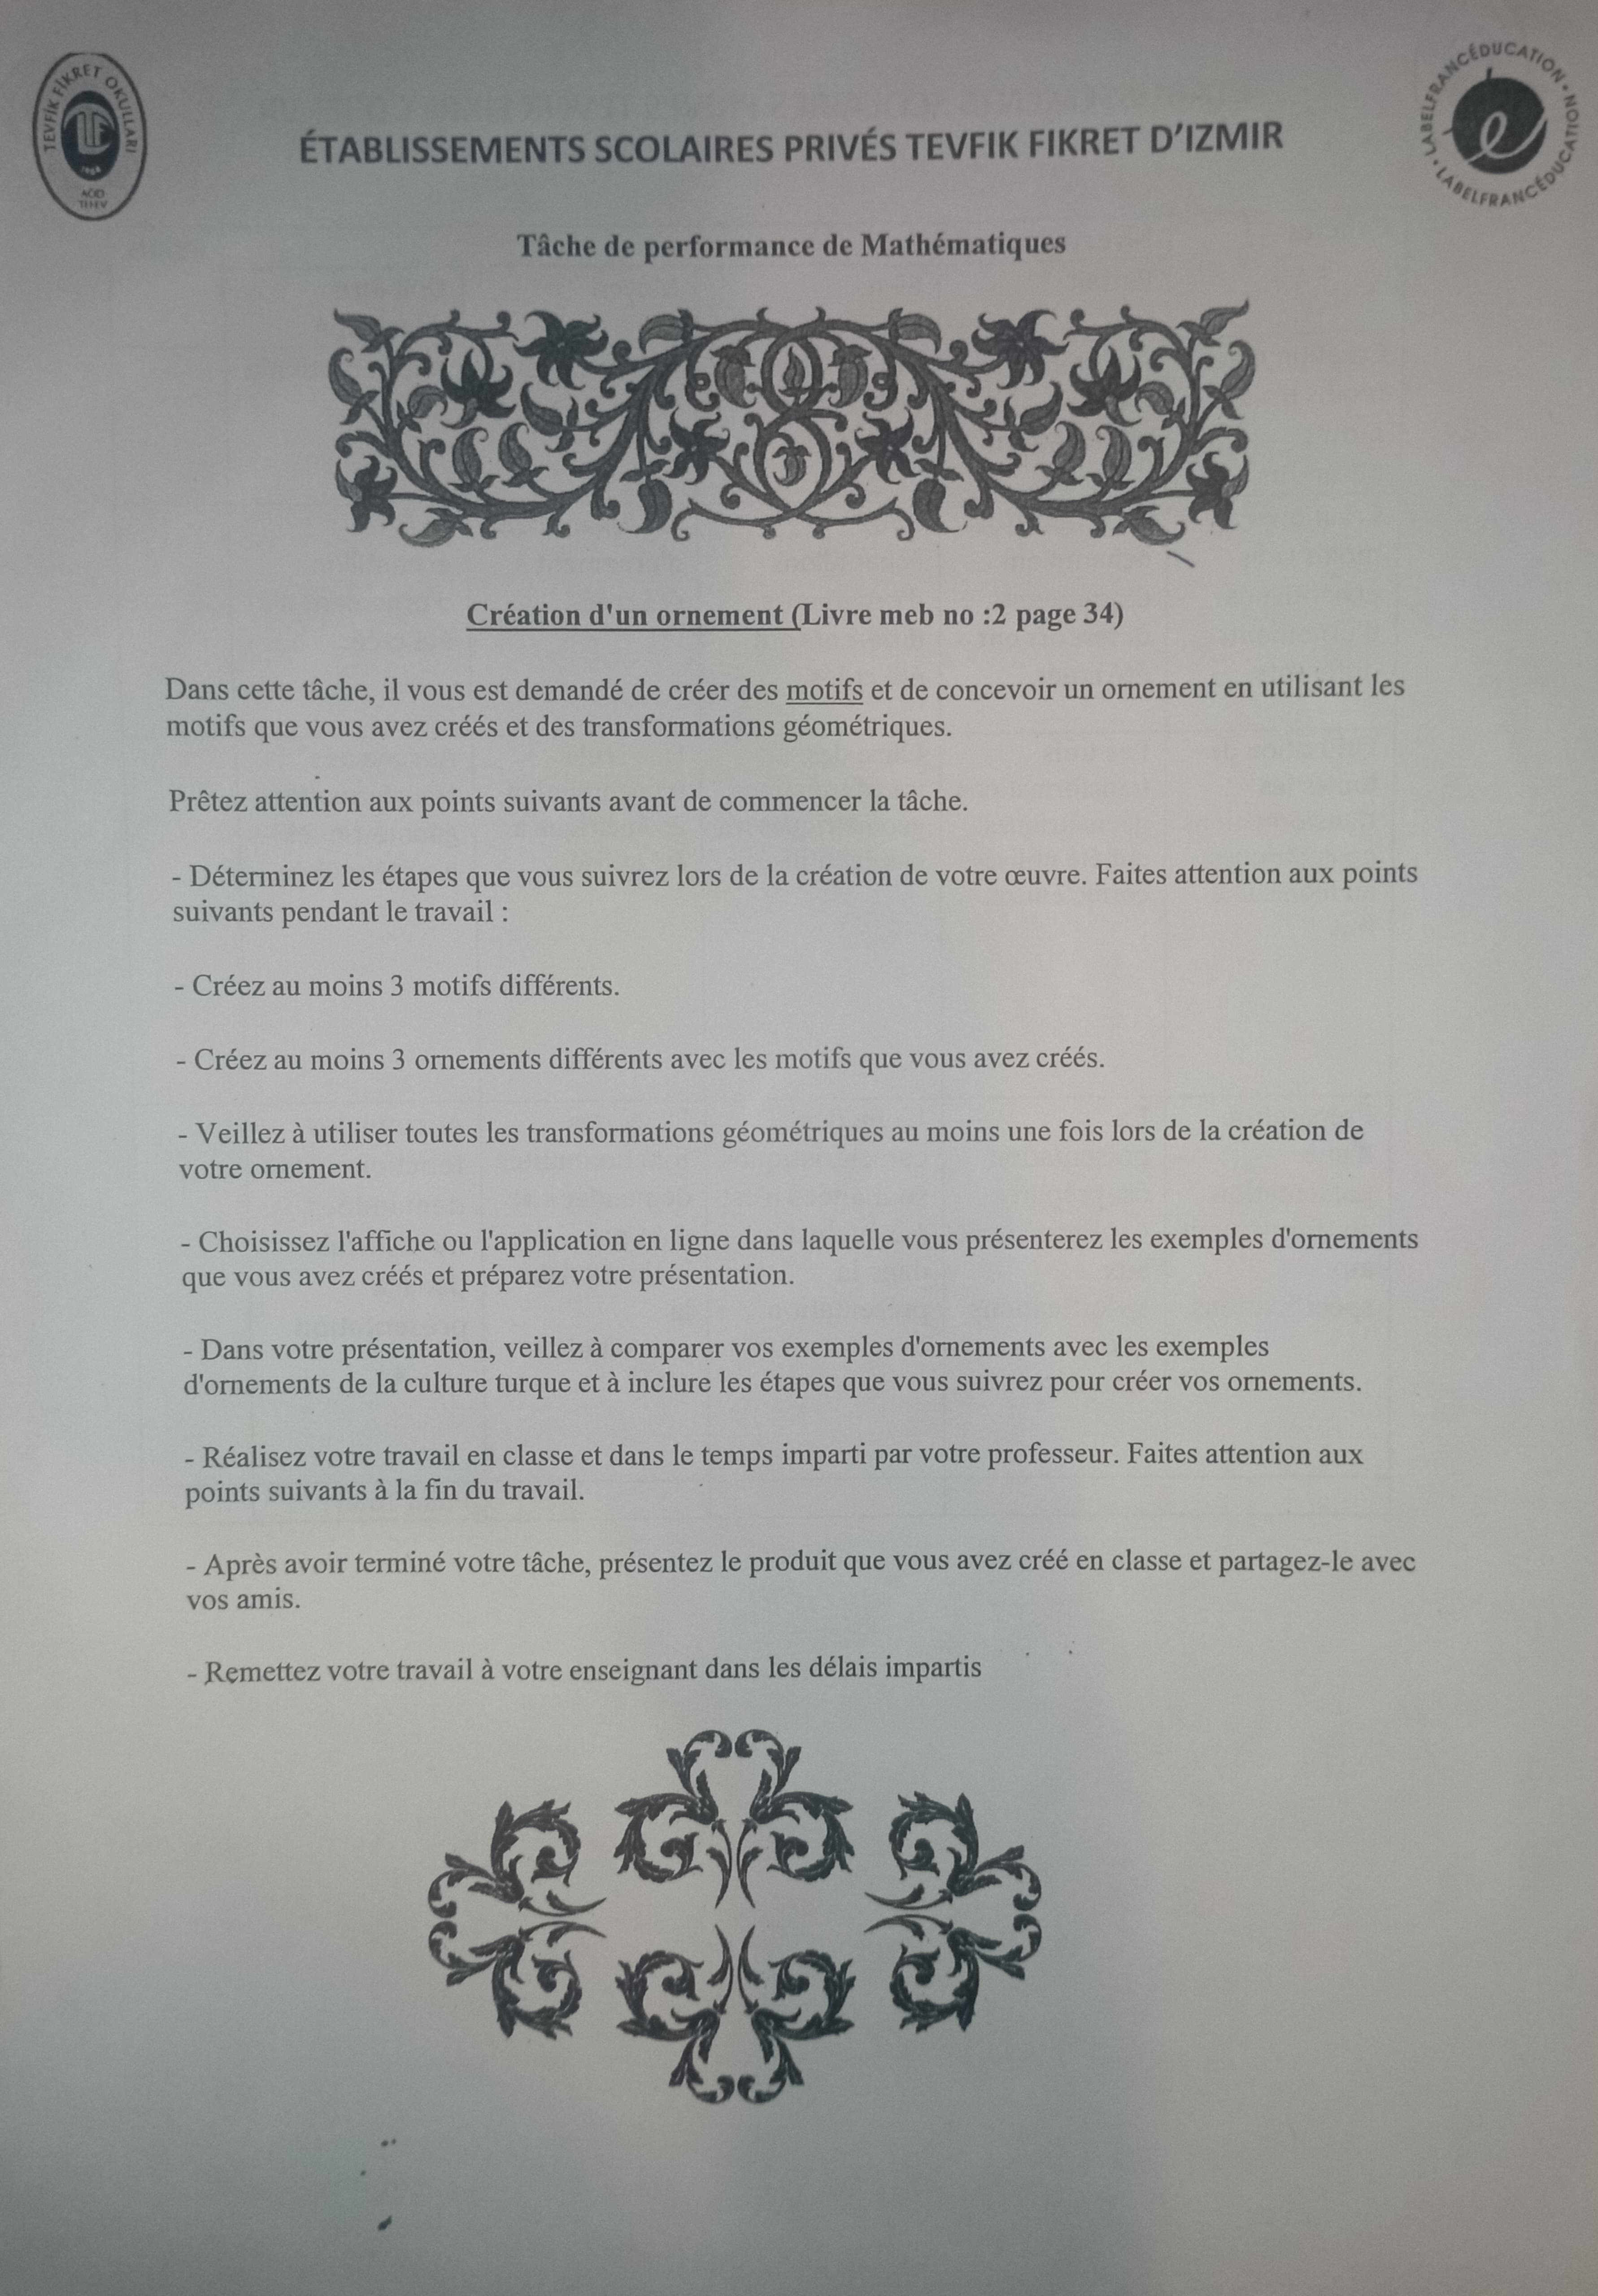 TEVFİK FİKRET OKULLARI
1968
LABELFRANCÉDUCATION • LABELFRANCÉDUCATION •
e
ÉTABLISSEMENTS SCOLAIRES PRIVÉS TEVFIK FIKRET D'IZMIR
Tâche de performance de Mathématiques
Création d'un ornement (Livre meb no :2 page 34)
Dans cette tâche, il vous est demandé de créer des motifs et de concevoir un ornement en utilisant les
motifs que vous avez créés et des transformations géométriques.
Prêtez attention aux points suivants avant de commencer la tâche.
- Déterminez les étapes que vous suivrez lors de la création de votre œuvre. Faites attention aux points
suivants pendant le travail :
- Créez au moins 3 motifs différents.
- Créez au moins 3 ornements différents avec les motifs que vous avez créés.
- Veillez à utiliser toutes les transformations géométriques au moins une fois lors de la création de
votre ornement.
- Choisissez l'affiche ou l'application en ligne dans laquelle vous présenterez les exemples d'ornements
que vous avez créés et préparez votre présentation.
- Dans votre présentation, veillez à comparer vos exemples d'ornements avec les exemples
d'ornements de la culture turque et à inclure les étapes que vous suivrez pour créer vos ornements.
- Réalisez votre travail en classe et dans le temps imparti par votre professeur. Faites attention aux
points suivants à la fin du travail.
- Après avoir terminé votre tâche, présentez le produit que vous avez créé en classe et partagez-le avec
vos amis.
- Remettez votre travail à votre enseignant dans les délais impartis